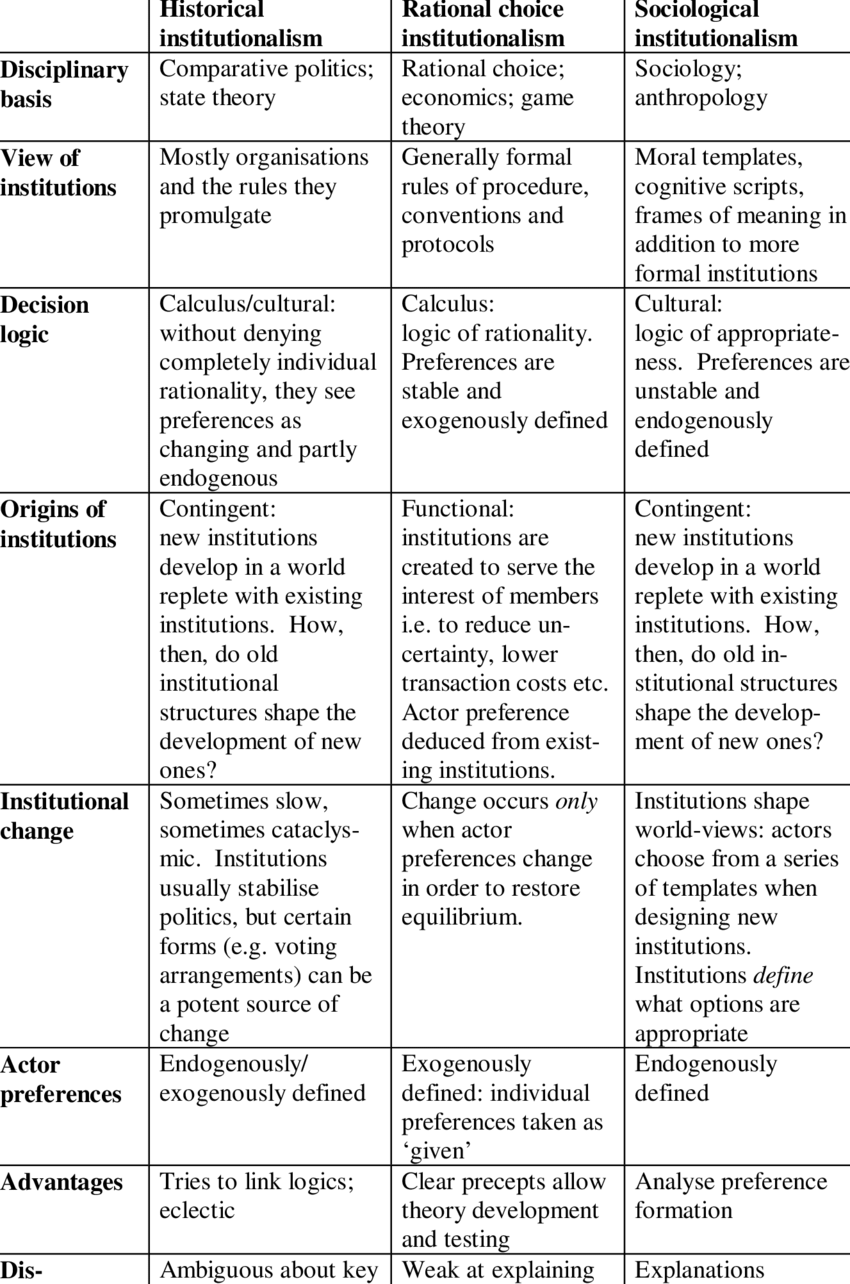 Historical
institutionalism
Rational choice
institutionalism
Sociological
institutionalism
Disciplinary
basis
Comparative politics;
state theory
Rational choice;
economics; game
theory
Sociology;
anthropology
View of
institutions
Mostly organisations
and the rules they
promulgate
Generally formal
rules of procedure,
conventions and
protocols
Moral templates,
cognitive scripts,
frames of meaning in
addition to more
formal institutions
Decision
logic
Calculus/cultural:
without denying
completely individual
rationality, they see
preferences as
changing and partly
endogenous
Calculus:
logic of rationality.
Preferences are
stable and
exogenously defined
Cultural:
logic of appropriate-
ness.  Preferences are
unstable and
endogenously
defined
Origins of
institutions
Contingent:
new institutions
develop in a world
replete with existing
institutions.  How,
then, do old
institutional
structures shape the
development of new
ones?
Functional:
institutions are
created to serve the
interest of members
i.e. to reduce un-
certainty, lower
transaction costs etc.
Actor preference
deduced from exist-
ing institutions.
Contingent:
new institutions
develop in a world
replete with existing
institutions.  How,
then, do old in-
stitutional structures
shape the develop-
ment of new ones?
Institutional
change
Sometimes slow,
sometimes cataclys-
mic.  Institutions
usually stabilise
politics, but certain
forms (e.g. voting
arrangements) can be
a potent source of
change
Change occurs only
when actor
preferences change
in order to restore
equilibrium.
Institutions shape
world-views: actors
choose from a series
of templates when
designing new
institutions.
Institutions define
what options are
appropriate
Actor
preferences
Endogenously/
exogenously defined
Exogenously
defined: individual
preferences taken as
‘given’
Endogenously
defined
Advantages
Tries to link logics;
eclectic
Clear precepts allow
theory development
and testing
Analyse preference
formation
Dis-
Ambiguous about key
Weak at explaining
Explanations